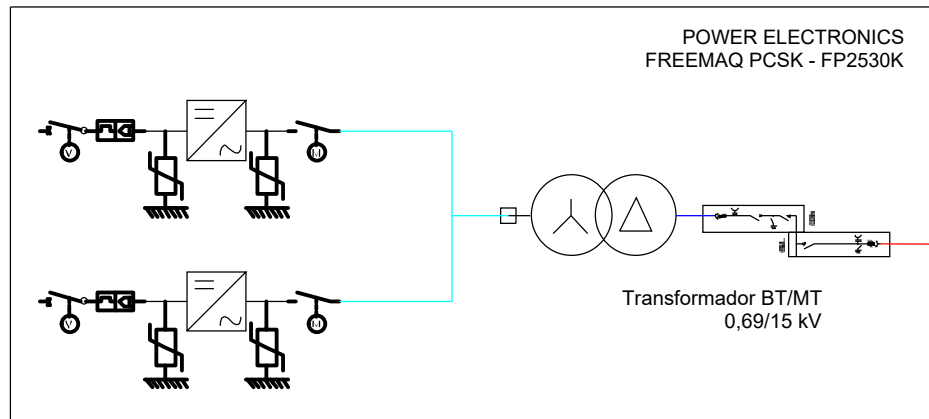 POWER ELECTRONICS
FREEMAQ PCSK - FP2530K
V
M
Transformador BT/MT
0,69/15 kV
V
M